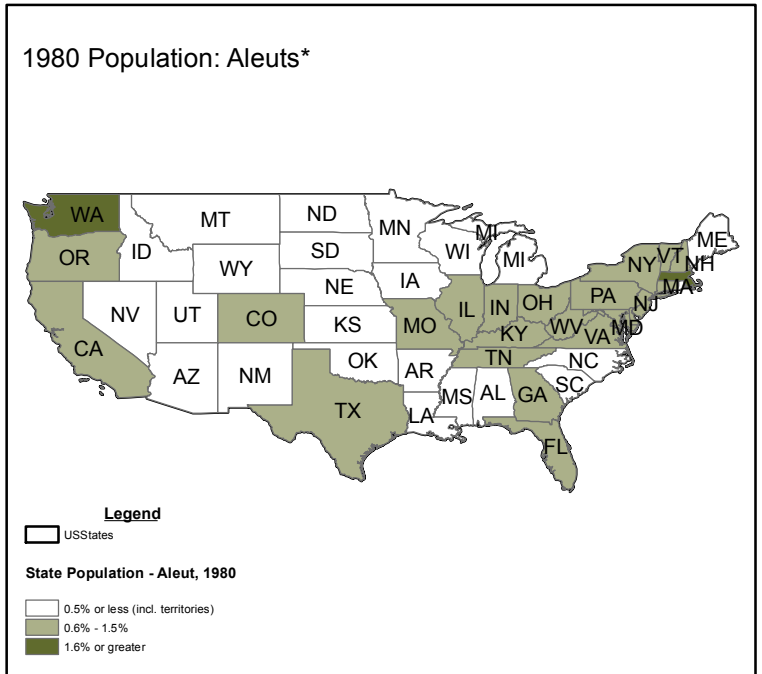 1980 Population: Aleuts*
WA
MT
ND
MN
ME
OR
ID
SD
WI
MI
MI
NY
VT
NH
MA
WY
IA
NE
PA
NJ
NV
UT
CO
IL
IN
OH
MD
CA
KS
MO
KY
WV
VA
AZ
NM
OK
AR
TN
NC
TX
LA
MS
AL
GA
SC
FL
Legend
USStates
State Population - Aleut, 1980
0.5% or less (incl. territories)
0.6% - 1.5%
1.6% or greater